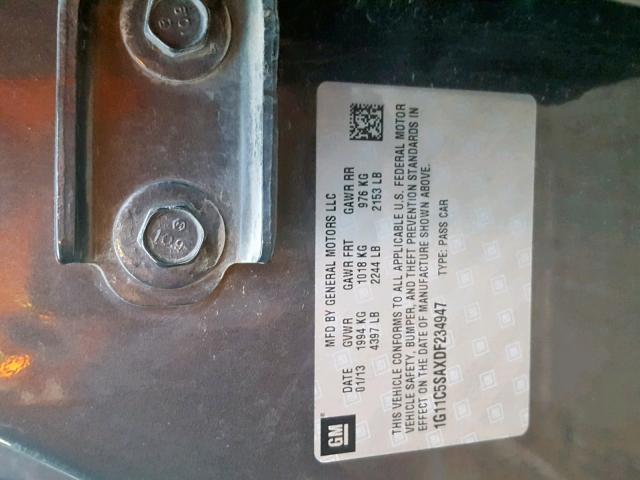 GM
MFD BY GENERAL MOTORS LLC
DATE GVWR GAWR FRT GAWR RR
01/13 1994 KG 1018 KG 976 KG
4397 LB 2244 LB 2153 LB
THIS VEHICLE CONFORMS TO ALL APPLICABLE U.S. FEDERAL MOTOR
VEHICLE SAFETY, BUMPER, AND THEFT PREVENTION STANDARDS IN
EFFECT ON THE DATE OF MANUFACTURE SHOWN ABOVE.
1G11C5SAXDF234947 TYPE: PASS CAR
10.9